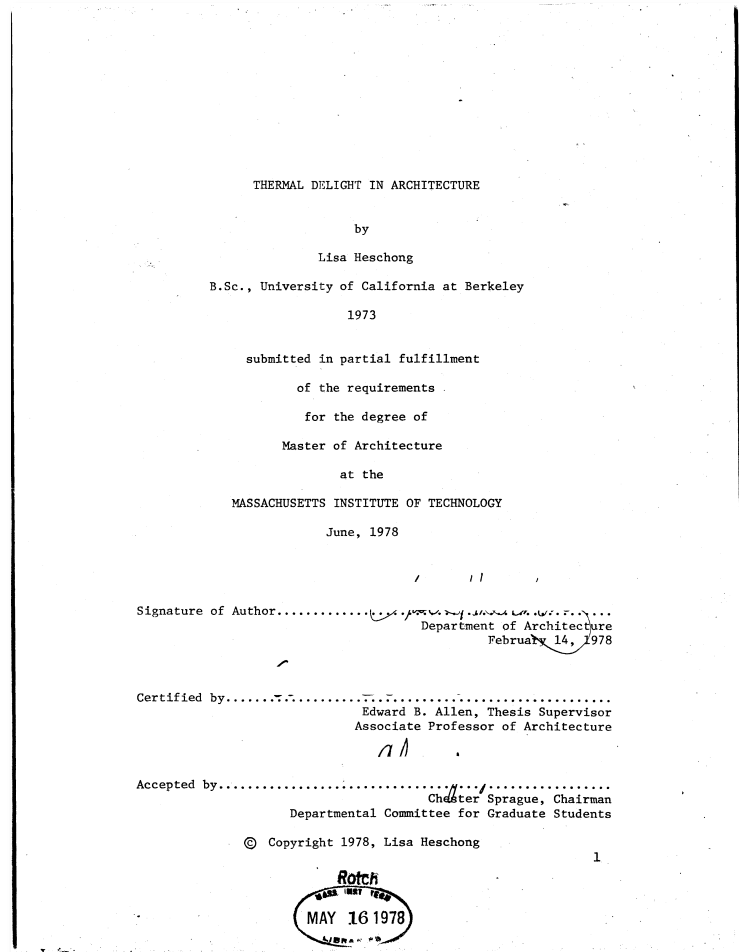 THERMAL DELIGHT IN ARCHITECTURE
by
Lisa Heschong
B.Sc., University of California at Berkeley
1973
submitted in partial fulfillment
of the requirements
for the degree of
Master of Architecture
at the
MASSACHUSETTS INSTITUTE OF TECHNOLOGY
June, 1978
Signature of Author..............................................
Department of Architecture
February 14, 1978
Certified by.....................................................
Edward B. Allen, Thesis Supervisor
Associate Professor of Architecture
Accepted by......................................................
Chester Sprague, Chairman
Departmental Committee for Graduate Students
© Copyright 1978, Lisa Heschong
1
Rotch
MASS INST TECH
MAY 16 1978